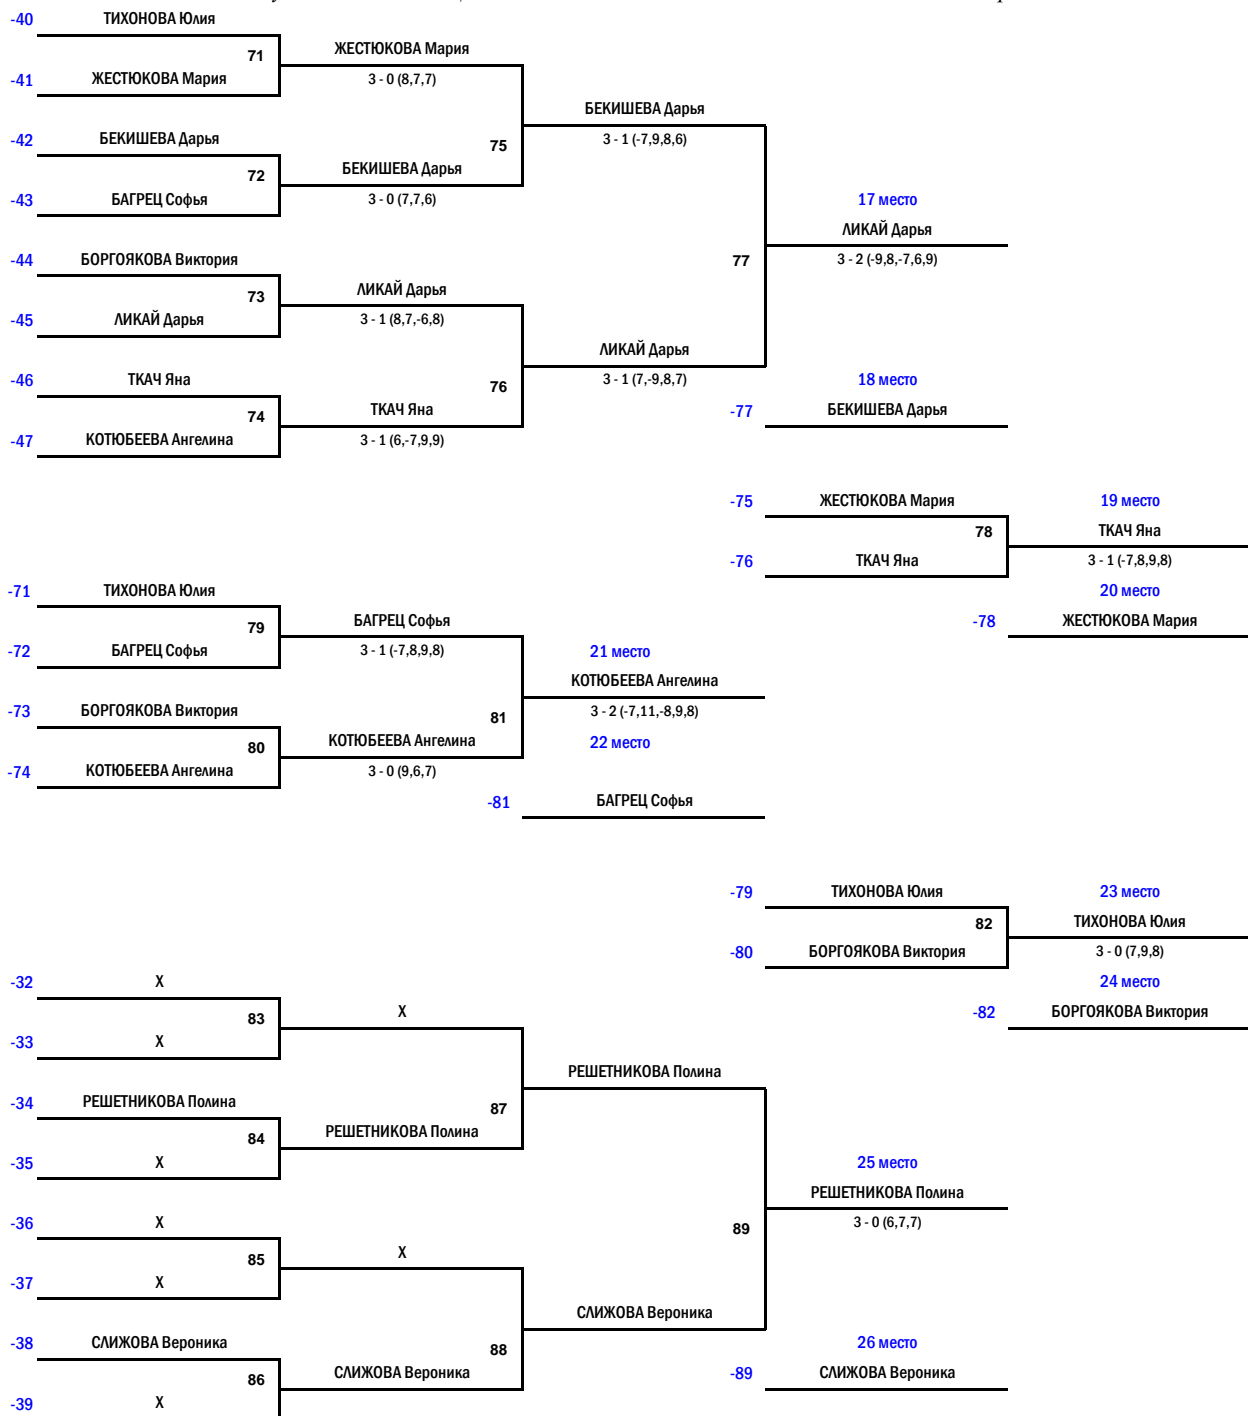 -40 ТИХОНОВА Юлия
71 ЖЕСТЮКОВА Мария
-41 ЖЕСТЮКОВА Мария 3 - 0 (8,7,7)
БЕКИШЕВА Дарья
-42 БЕКИШЕВА Дарья 75 3 - 1 (-7,9,8,6)
72 БЕКИШЕВА Дарья
-43 БАГРЕЦ Софья 3 - 0 (7,7,6) 17 место
ЛИКАЙ Дарья
-44 БОРГОЯКОВА Виктория 77 3 - 2 (-9,8,-7,6,9)
73 ЛИКАЙ Дарья
-45 ЛИКАЙ Дарья 3 - 1 (8,7,-6,8)
ЛИКАЙ Дарья
-46 ТКАЧ Яна 76 3 - 1 (7,-9,8,7) 18 место
74 ТКАЧ Яна -77 БЕКИШЕВА Дарья
-47 КОТЮБЕЕВА Ангелина 3 - 1 (6,-7,9,9)
-75 ЖЕСТЮКОВА Мария 19 место
78 ТКАЧ Яна
-76 ТКАЧ Яна 3 - 1 (-7,8,9,8)
-71 ТИХОНОВА Юлия 20 место
79 БАГРЕЦ Софья -78 ЖЕСТЮКОВА Мария
-72 БАГРЕЦ Софья 3 - 1 (-7,8,9,8) 21 место
КОТЮБЕЕВА Ангелина
-73 БОРГОЯКОВА Виктория 81 3 - 2 (-7,11,-8,9,8)
80 КОТЮБЕЕВА Ангелина 22 место
-74 КОТЮБЕЕВА Ангелина 3 - 0 (9,6,7)
-81 БАГРЕЦ Софья
-79 ТИХОНОВА Юлия 23 место
82 ТИХОНОВА Юлия
-80 БОРГОЯКОВА Виктория 3 - 0 (7,9,8)
-32 X 24 место
83 X -82 БОРГОЯКОВА Виктория
-33 X
РЕШЕТНИКОВА Полина
-34 РЕШЕТНИКОВА Полина 87
84 РЕШЕТНИКОВА Полина
-35 X 25 место
РЕШЕТНИКОВА Полина
-36 X 89 3 - 0 (6,7,7)
85 X
-37 X
СЛИЖОВА Вероника
-38 СЛИЖОВА Вероника 88 26 место
86 СЛИЖОВА Вероника -89 СЛИЖОВА Вероника
-39 X